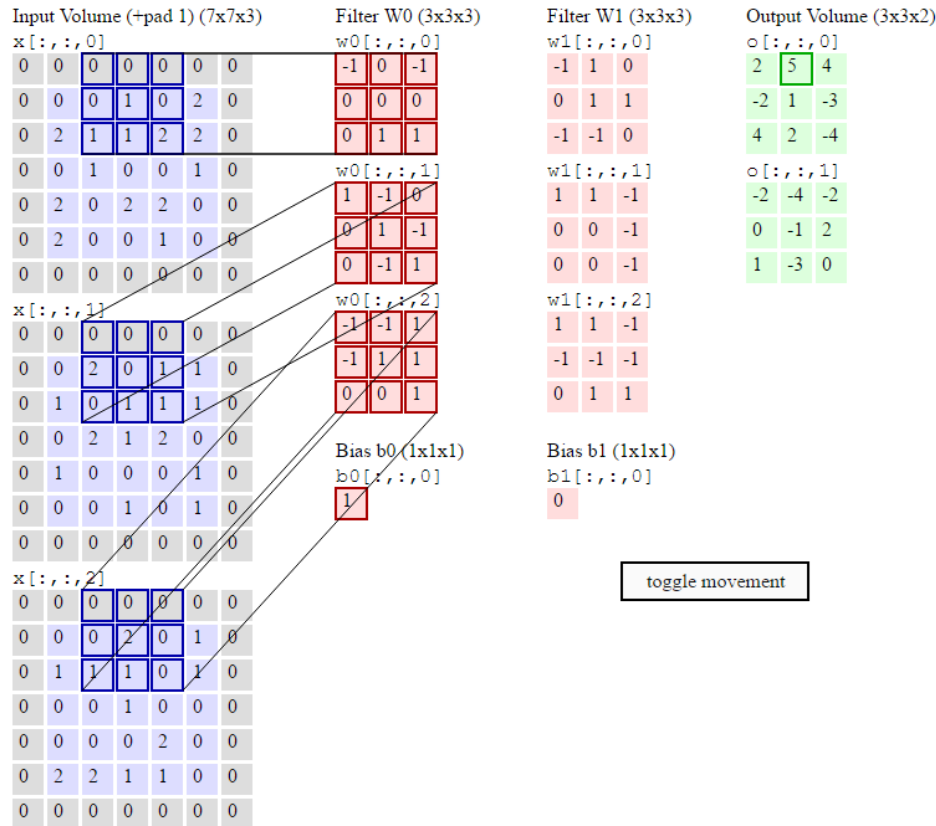 Input Volume (+pad 1) (7x7x3)
x[:,:,0]
0 0 0 0 0 0 0
0 0 0 1 0 2 0
0 2 1 1 2 2 0
0 0 1 0 0 1 0
0 2 0 2 2 0 0
0 2 0 0 1 0 0
0 0 0 0 0 0 0
x[:,:,1]
0 0 0 0 0 0 0
0 0 2 0 1 1 0
0 1 0 1 1 1 0
0 0 2 1 2 0 0
0 1 0 0 0 1 0
0 0 0 1 0 1 0
0 0 0 0 0 0 0
x[:,:,2]
0 0 0 0 0 0 0
0 0 0 2 0 1 0
0 1 1 1 0 1 0
0 0 0 1 0 0 0
0 0 0 0 2 0 0
0 2 2 1 1 0 0
0 0 0 0 0 0 0
Filter W0 (3x3x3)
w0[:,:,0]
-1 0 -1
0 0 0
0 1 1
w0[:,:,1]
1 -1 0
0 1 -1
0 -1 1
w0[:,:,2]
-1 -1 1
-1 1 1
0 0 1
Bias b0 (1x1x1)
b0[:,:,0]
1
Filter W1 (3x3x3)
w1[:,:,0]
-1 1 0
0 1 1
-1 -1 0
w1[:,:,1]
1 1 -1
0 0 -1
0 0 -1
w1[:,:,2]
1 1 -1
-1 -1 -1
0 1 1
Bias b1 (1x1x1)
b1[:,:,0]
0
Output Volume (3x3x2)
o[:,:,0]
2 5 4
-2 1 -3
4 2 -4
o[:,:,1]
-2 -4 -2
0 -1 2
1 -3 0
toggle movement